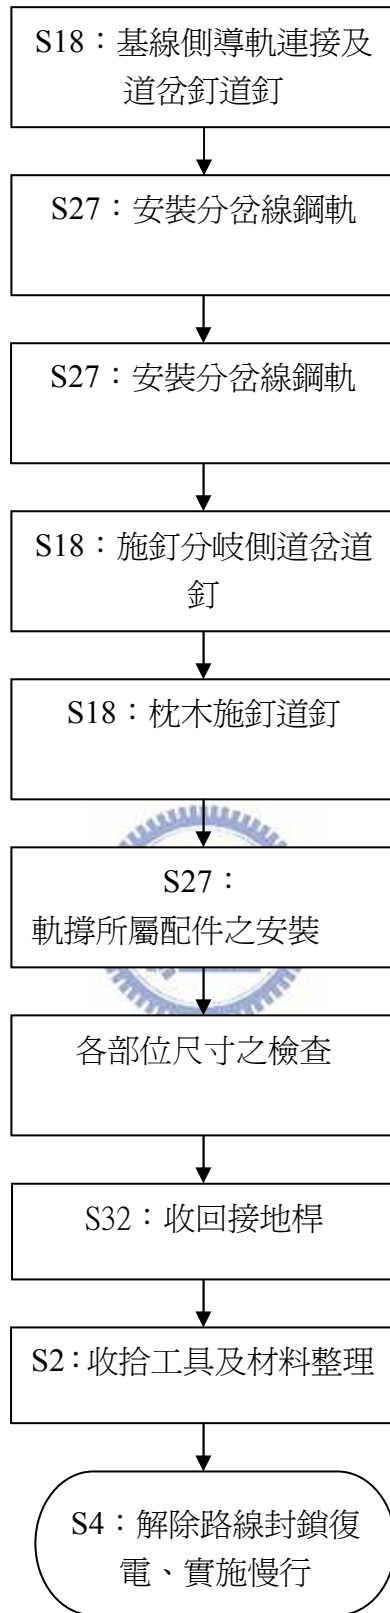 S18：基線側導軌連接及
道岔釘道釘
S27：安裝分岔線鋼軌
S27：安裝分岔線鋼軌
S18：施釘分岐側道岔道
釘
S18：枕木施釘道釘
S27：
軌撐所屬配件之安裝
各部位尺寸之檢查
S32：收回接地桿
S2：收拾工具及材料整理
S4：解除路線封鎖復
電、實施慢行